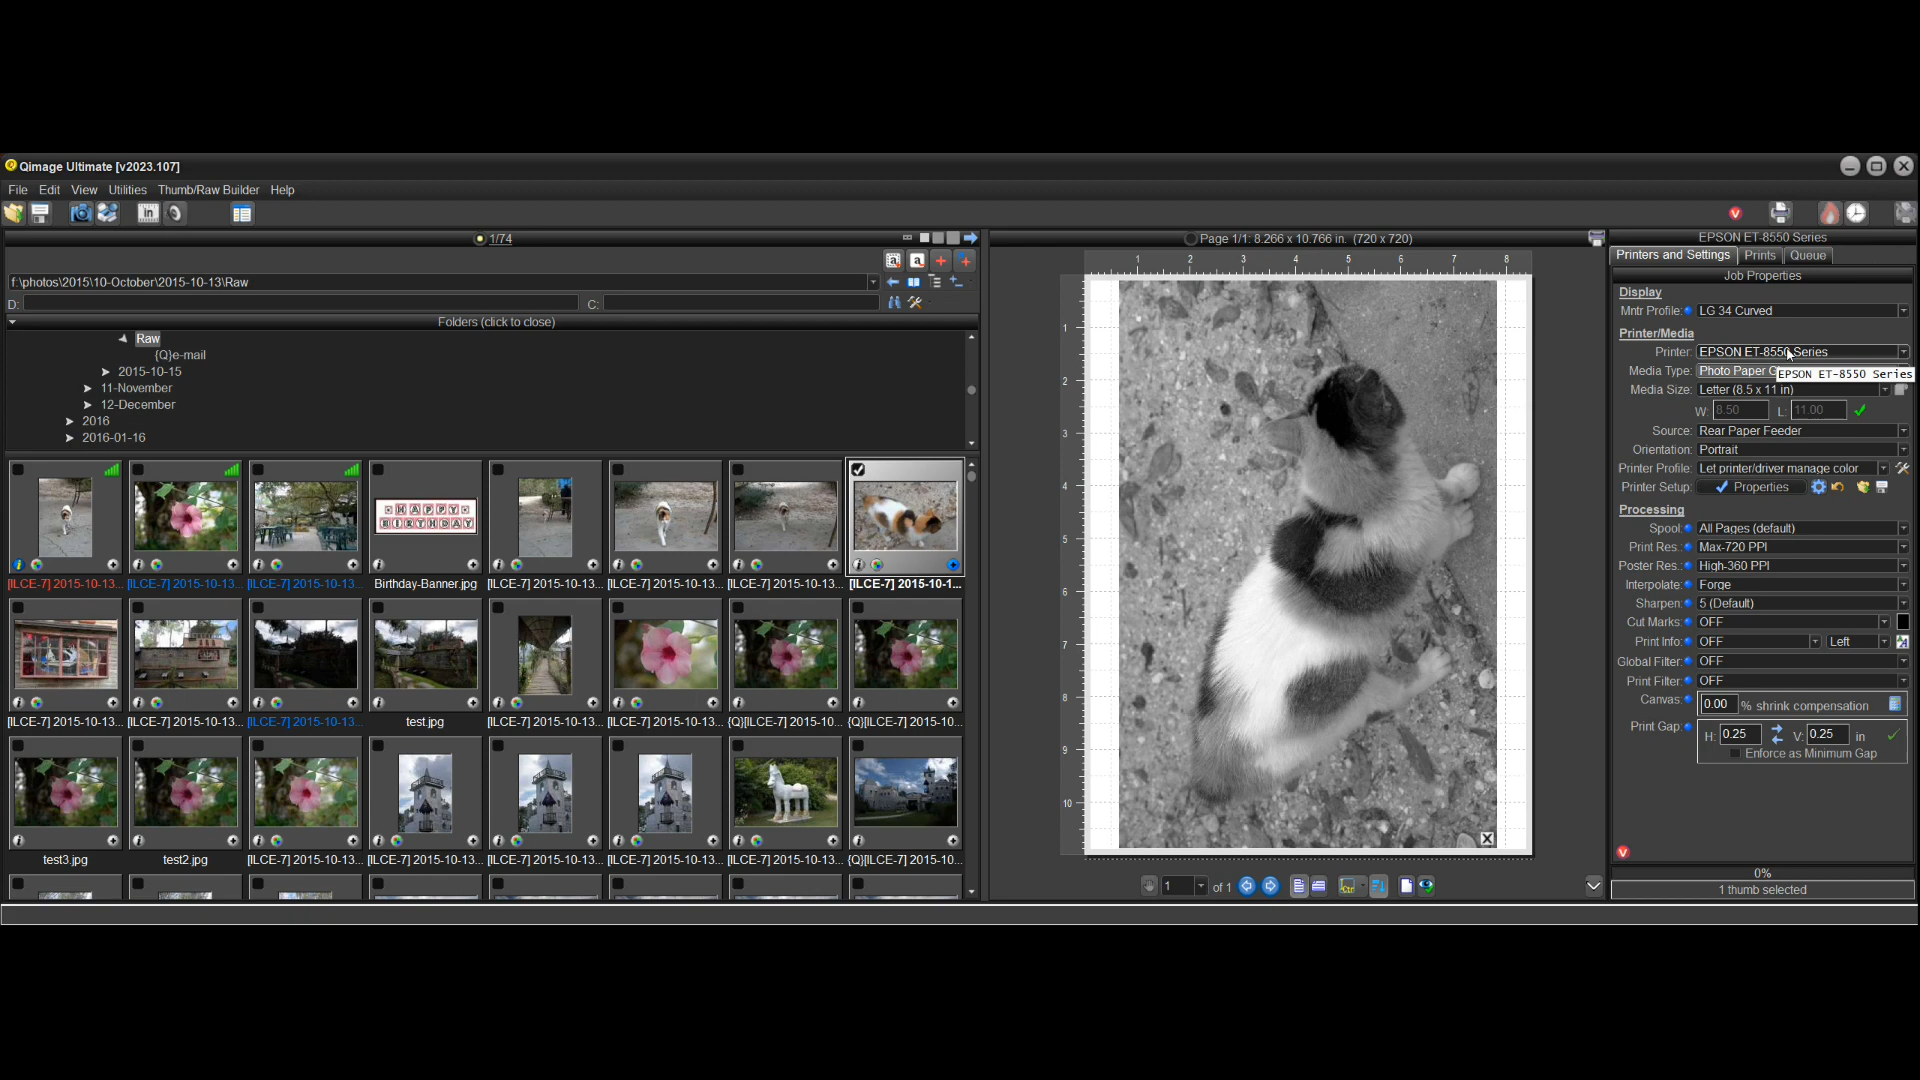 Qimage Ultimate [v2023.107]
File Edit View Utilities Thumb/Raw Builder Help
in
V
1/74
Page 1/1: 8.266 x 10.766 in. (720 x 720)
EPSON ET-8550 Series
Printers and Settings Prints Queue
Job Properties
f:\photos\2015\10-October\2015-10-13\Raw
D: C:
Folders (click to close)
Raw
{Q}e-mail
2015-10-15
11-November
12-December
2016
2016-01-16
[ILCE-7] 2015-10-13... [ILCE-7] 2015-10-13... [ILCE-7] 2015-10-13... Birthday-Banner.jpg [ILCE-7] 2015-10-13... [ILCE-7] 2015-10-13... [ILCE-7] 2015-10-13... [ILCE-7] 2015-10-1...
HAPPY
BIRTHDAY
[ILCE-7] 2015-10-13... [ILCE-7] 2015-10-13... [ILCE-7] 2015-10-13... test.jpg [ILCE-7] 2015-10-13... [ILCE-7] 2015-10-13... {Q}[ILCE-7] 2015-10... {Q}[ILCE-7] 2015-10...
test3.jpg test2.jpg [ILCE-7] 2015-10-13... [ILCE-7] 2015-10-13... [ILCE-7] 2015-10-13... [ILCE-7] 2015-10-13... [ILCE-7] 2015-10-13... {Q}[ILCE-7] 2015-10...
1 2 3 4 5 6 7 8
1
2
3
4
5
6
7
8
9
10
1 of 1
Ctr
Display
Mntr Profile: LG 34 Curved
Printer/Media
Printer: EPSON ET-8550 Series
Media Type: Photo Paper G
EPSON ET-8550 Series
Media Size: Letter (8.5 x 11 in)
W: 8.50 L: 11.00
Source: Rear Paper Feeder
Orientation: Portrait
Printer Profile: Let printer/driver manage color
Printer Setup: Properties
Processing
Spool: All Pages (default)
Print Res.: Max-720 PPI
Poster Res.: High-360 PPI
Interpolate: Forge
Sharpen: 5 (Default)
Cut Marks: OFF
Print Info: OFF Left
Global Filter: OFF
Print Filter: OFF
Canvas: 0.00 % shrink compensation
Print Gap: H: 0.25 V: 0.25 in
Enforce as Minimum Gap
V
0%
1 thumb selected